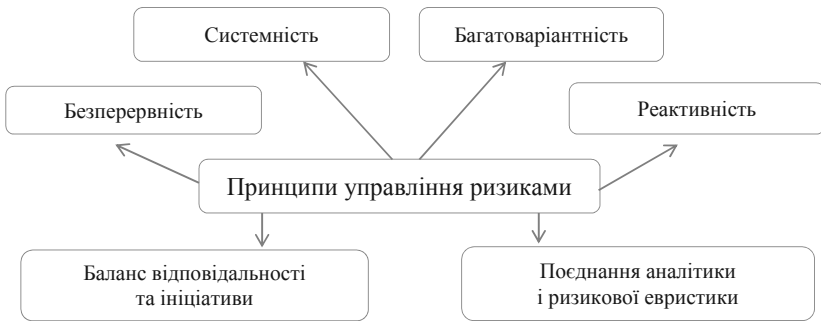 Системність
Багатоваріантність
Безперервність
Реактивність
Принципи управління ризиками
Баланс відповідальності
та ініціативи
Поєднання аналітики
і ризикової евристики